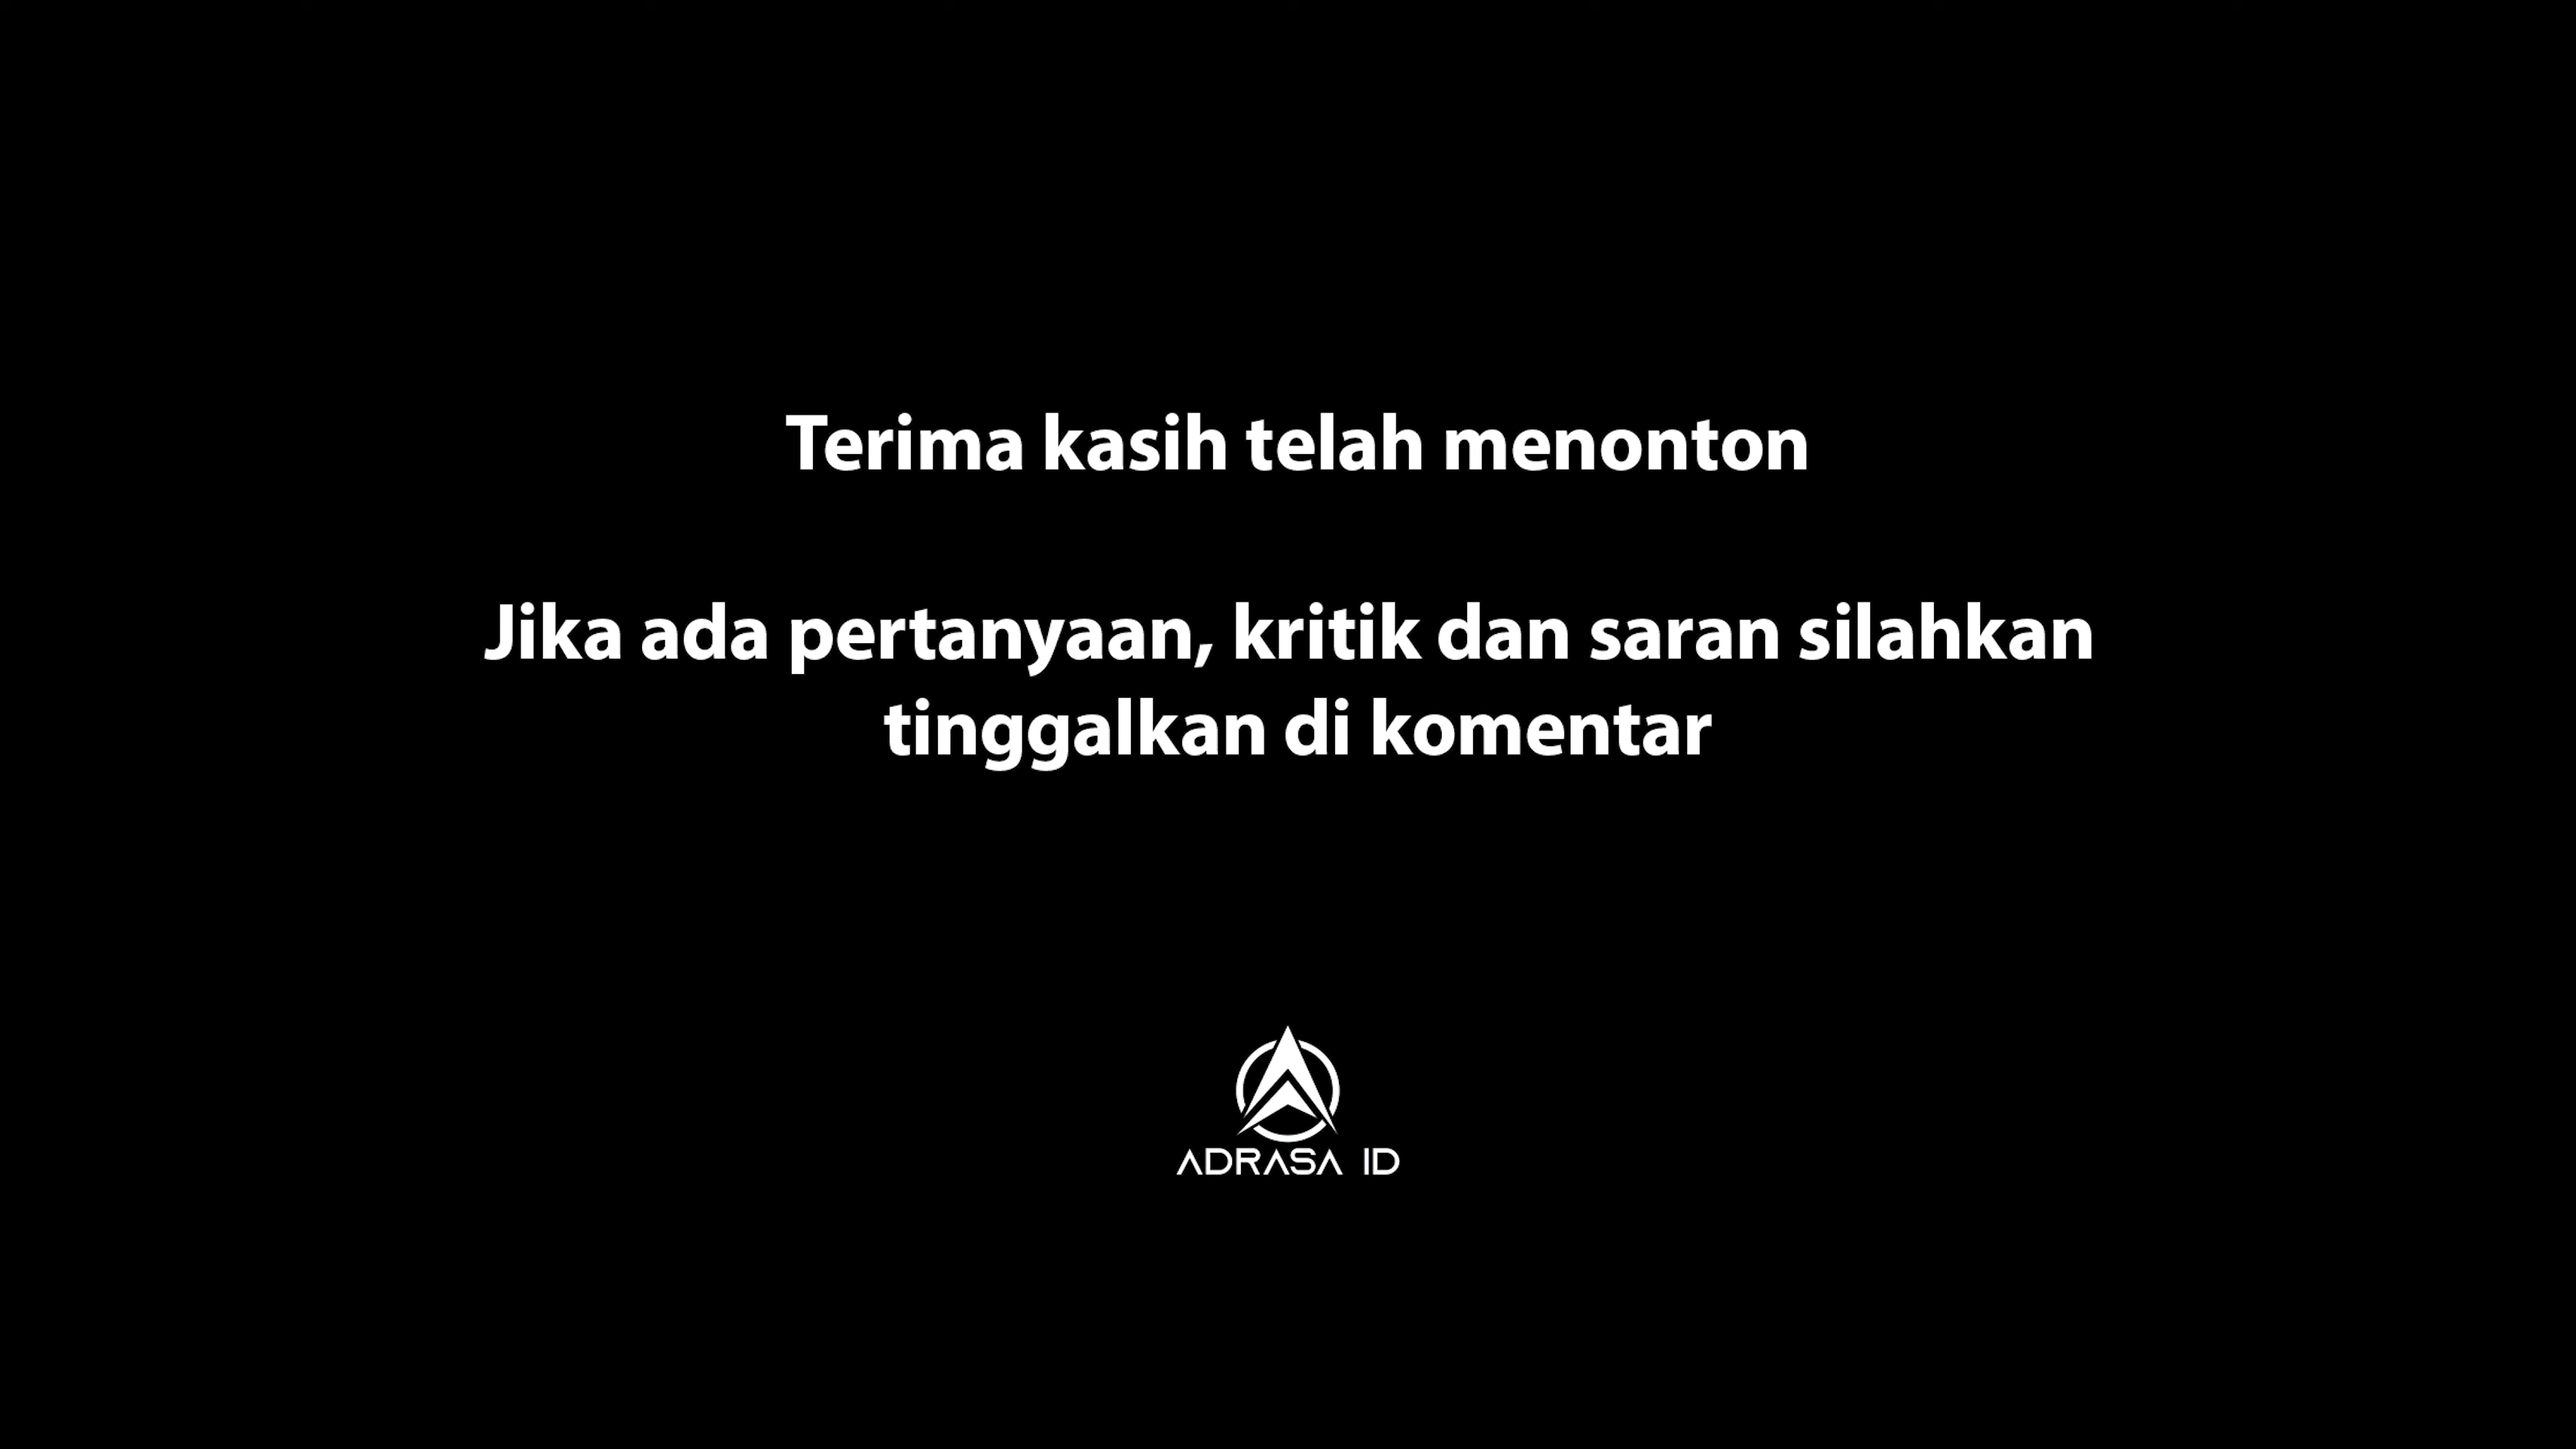 Terima kasih telah menonton
Jika ada pertanyaan, kritik dan saran silahkan
tinggalkan di komentar
ADRASA ID